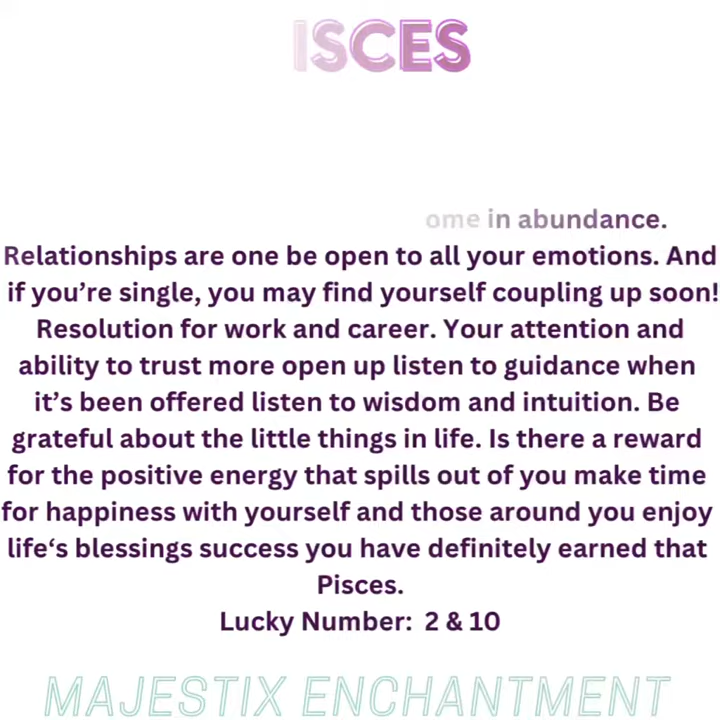 ISCES
ome in abundance.
Relationships are one be open to all your emotions. And
if you’re single, you may find yourself coupling up soon!
Resolution for work and career. Your attention and
ability to trust more open up listen to guidance when
it’s been offered listen to wisdom and intuition. Be
grateful about the little things in life. Is there a reward
for the positive energy that spills out of you make time
for happiness with yourself and those around you enjoy
life‘s blessings success you have definitely earned that
Pisces.
Lucky Number: 2 & 10
MAJESTIX ENCHANTMENT